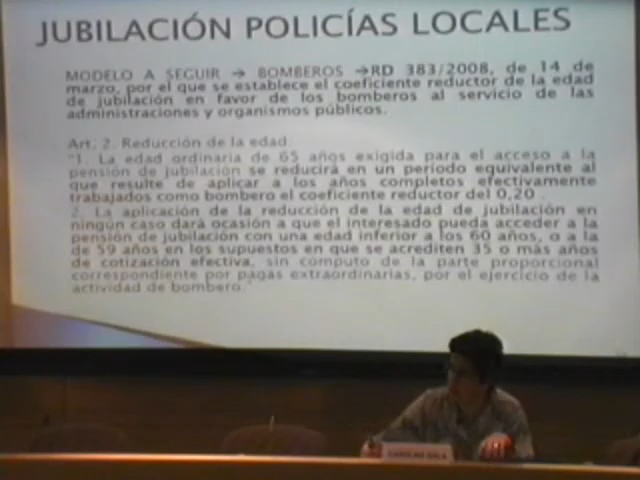 JUBILACIÓN POLICÍAS LOCALES
MODELO A SEGUIR → BOMBEROS →RD 383/2008, de 14 de
marzo, por el que se establece el coeficiente reductor de la edad
de jubilación en favor de los bomberos al servicio de las
administraciones y organismos públicos.
Art. 2. Reducción de la edad.
"1. La edad ordinaria de 65 años exigida para el acceso a la
pensión de jubilación se reducirá en un período equivalente al
que resulte de aplicar a los años completos efectivamente
trabajados como bombero el coeficiente reductor del 0,20 .
2. La aplicación de la reducción de la edad de jubilación en
ningún caso dará ocasión a que el interesado pueda acceder a la
pensión de jubilación con una edad inferior a los 60 años, o a la
de 59 años en los supuestos en que se acrediten 35 o más años
de cotización efectiva, sin cómputo de la parte proporcional
correspondiente por pagas extraordinarias, por el ejercicio de la
actividad de bombero."